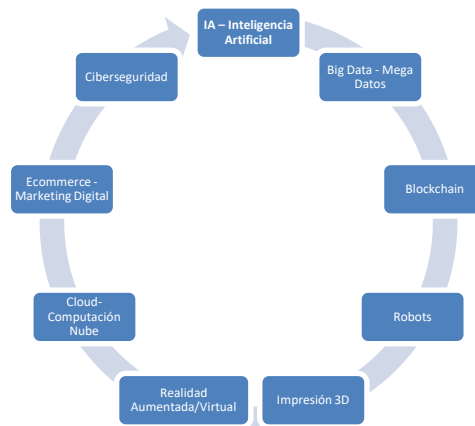 IA – Inteligencia
Artificial
Big Data - Mega
Datos
Blockchain
Robots
Impresión 3D
Realidad
Aumentada/Virtual
Cloud-
Computación
Nube
Ecommerce -
Marketing Digital
Ciberseguridad